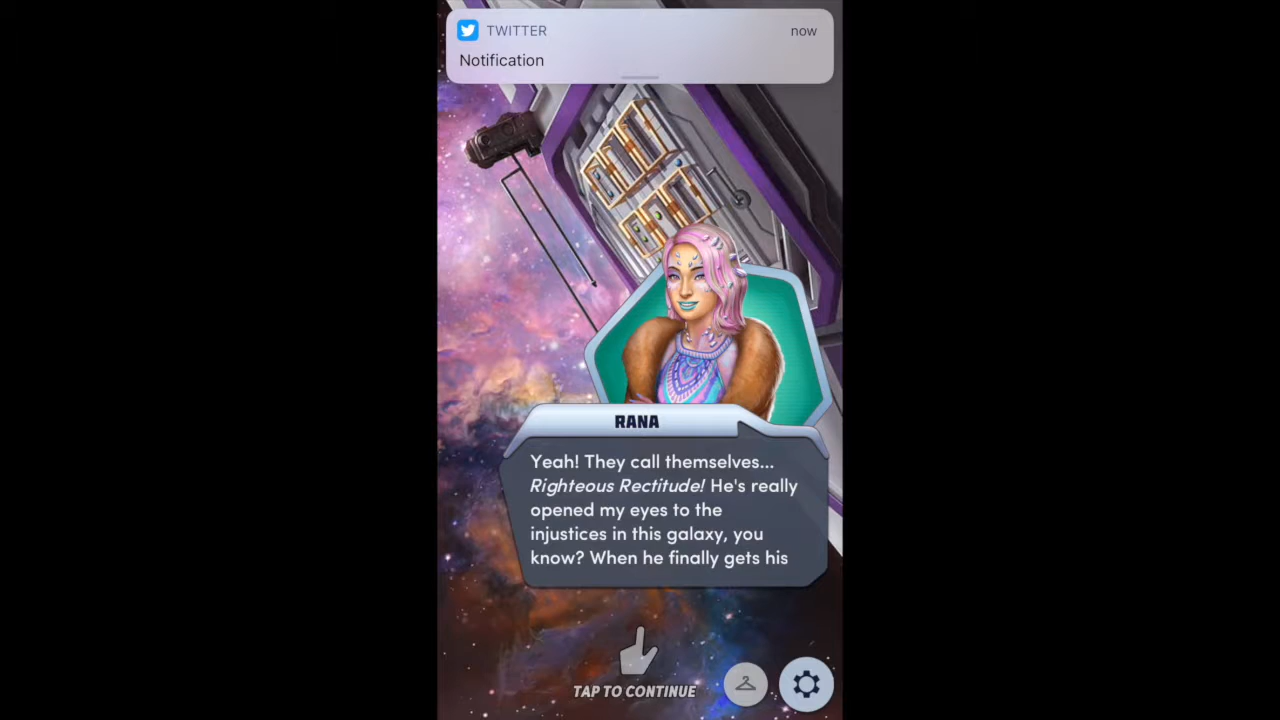 TWITTER
now
Notification
RANA
Yeah! They call themselves...
Righteous Rectitude! He's really
opened my eyes to the
injustices in this galaxy, you
know? When he finally gets his
TAP TO CONTINUE